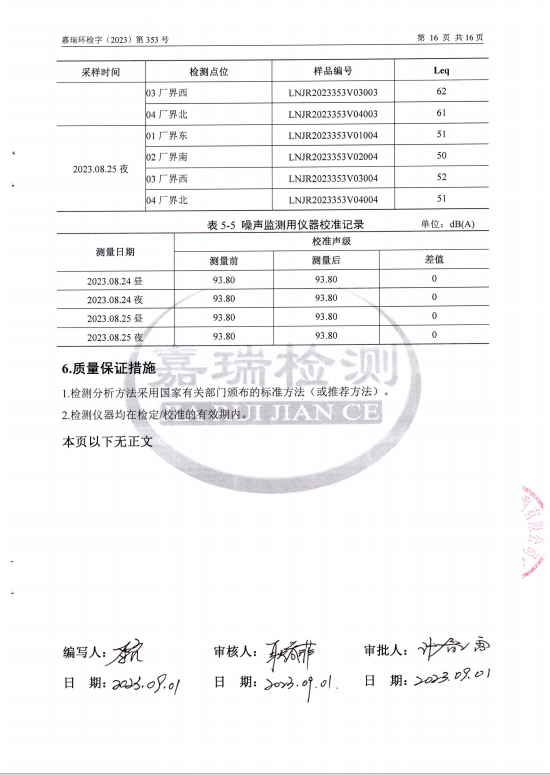 嘉瑞环检字（2023）第 353 号 第 16 页 共 16 页
采样时间 检测点位 样品编号 Leq
03 厂界西 LNJR2023353V03003 62
04 厂界北 LNJR2023353V04003 61
2023.08.25 夜 01 厂界东 LNJR2023353V01004 51
02 厂界南 LNJR2023353V02004 50
03 厂界西 LNJR2023353V03004 52
04 厂界北 LNJR2023353V04004 51
表 5-5 噪声监测用仪器校准记录 单位：dB(A)
测量日期 校准声级
测量前 测量后 差值
2023.08.24 昼 93.80 93.80 0
2023.08.24 夜 93.80 93.80 0
2023.08.25 昼 93.80 93.80 0
2023.08.25 夜 93.80 93.80 0
嘉瑞检测
6.质量保证措施
1.检测分析方法采用国家有关部门颁布的标准方法（或推荐方法）。
JIA RUI JIAN CE
2.检测仪器均在检定/校准的有效期内。
本页以下无正文
有限公司
编写人： 审核人： 审批人：
日 期：2023.09.01 日 期：2023.09.01. 日 期：2023.09.01